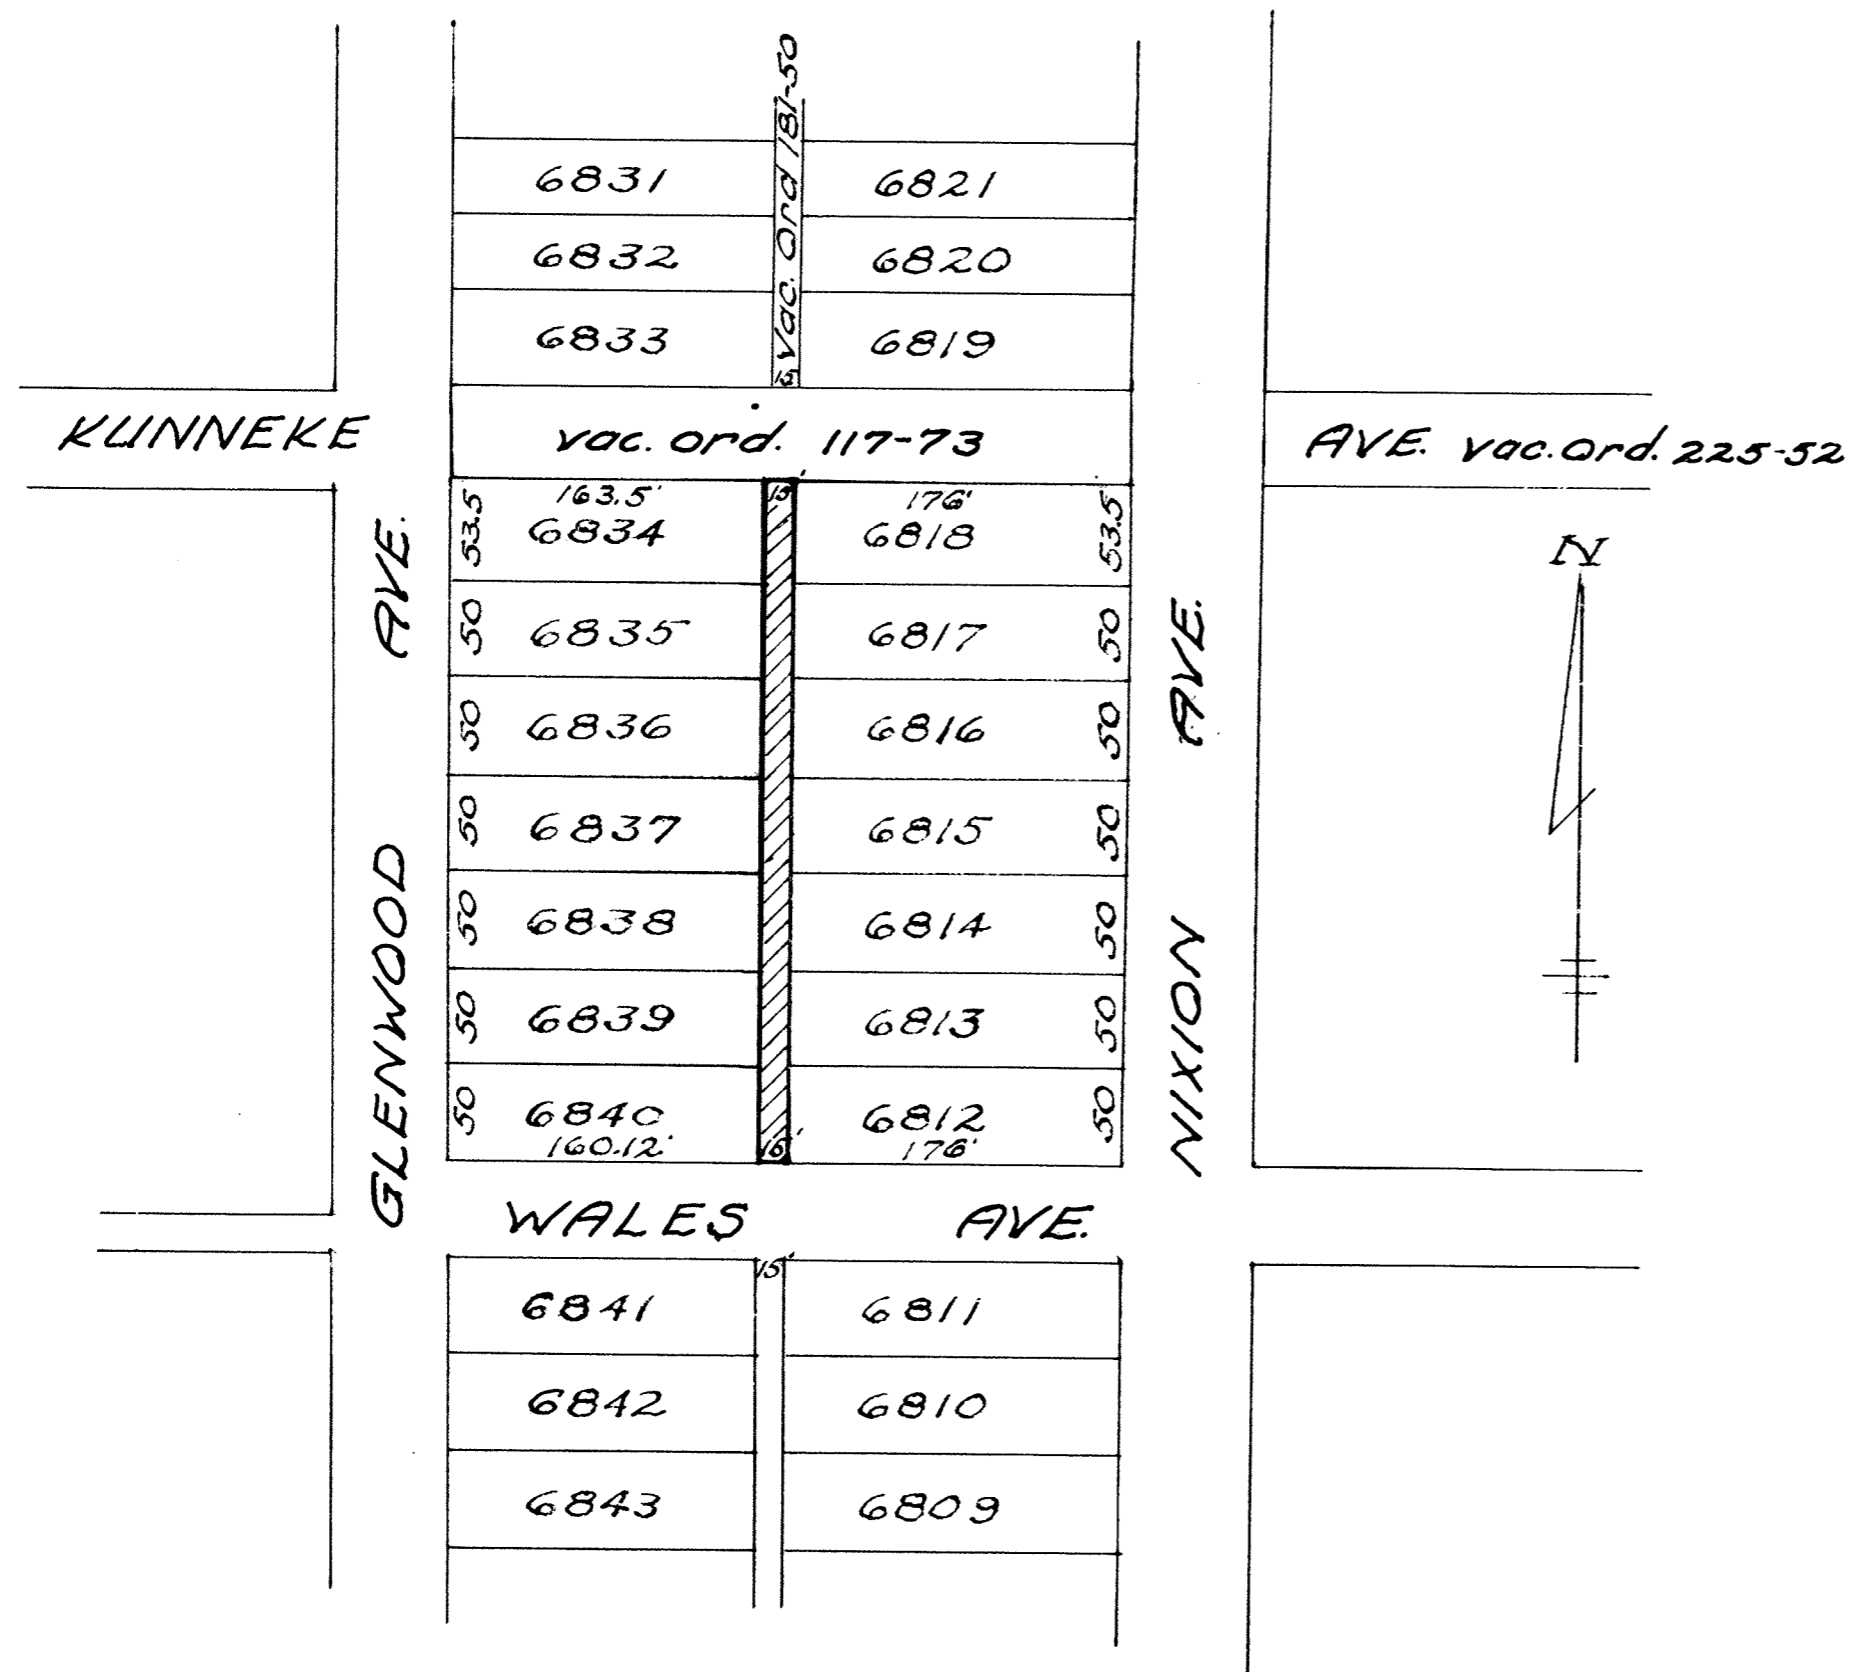 15 Vac. Ord 181-50
6831 6821
6832 6820
6833 6819
KUNNEKE vac. ord. 117-73 AVE. vac. ord. 225-52
163.5' 15' 176'
53.5 6834 6818 53.5
N
50 6835 6817 50
50 6836 6816 50
50 6837 6815 50
50 6838 6814 50
50 6839 6813 50
50 6840 6812 50
160.12' 15' 176'
GLENWOOD AVE.
NIXION AVE.
WALES AVE.
15'
6841 6811
6842 6810
6843 6809